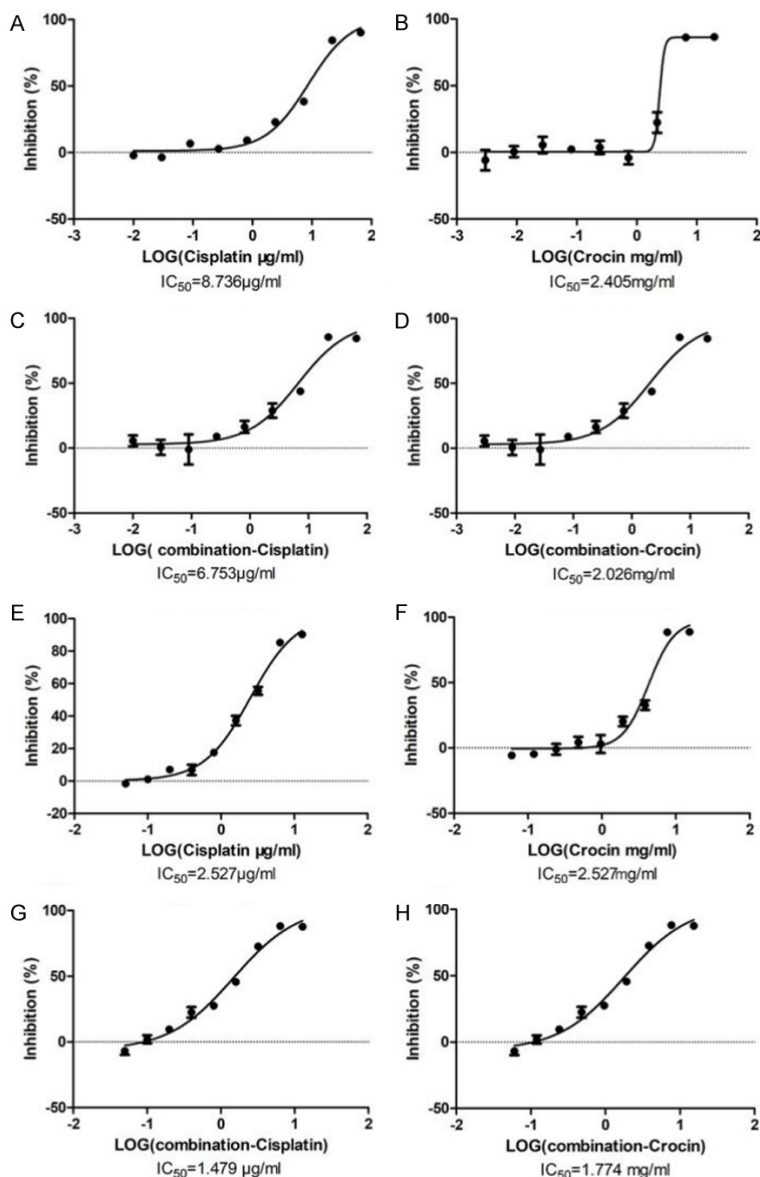 A
Inhibition (%)
100
50
0
-50
-3
-2
-1
0
1
2
LOG(Cisplatin µg/ml)
IC50=8.736µg/ml
B
Inhibition (%)
100
50
0
-50
-3
-2
-1
0
1
2
LOG(Crocin mg/ml)
IC50=2.405mg/ml
C
Inhibition (%)
100
50
0
-50
-3
-2
-1
0
1
2
LOG( combination-Cisplatin)
IC50=6.753µg/ml
D
Inhibition (%)
100
50
0
-50
-3
-2
-1
0
1
2
LOG(combination-Crocin)
IC50=2.026mg/ml
E
Inhibition (%)
100
80
60
40
20
0
-20
-2
-1
0
1
2
LOG(Cisplatin µg/ml)
IC50=2.527µg/ml
F
Inhibition (%)
100
50
0
-50
-2
-1
0
1
2
LOG(Crocin mg/ml)
IC50=2.527mg/ml
G
Inhibition (%)
100
50
0
-50
-2
-1
0
1
2
LOG(combination-Cisplatin)
IC50=1.479 µg/ml
H
Inhibition (%)
100
50
0
-50
-2
-1
0
1
2
LOG(combination-Crocin)
IC50=1.774 mg/ml